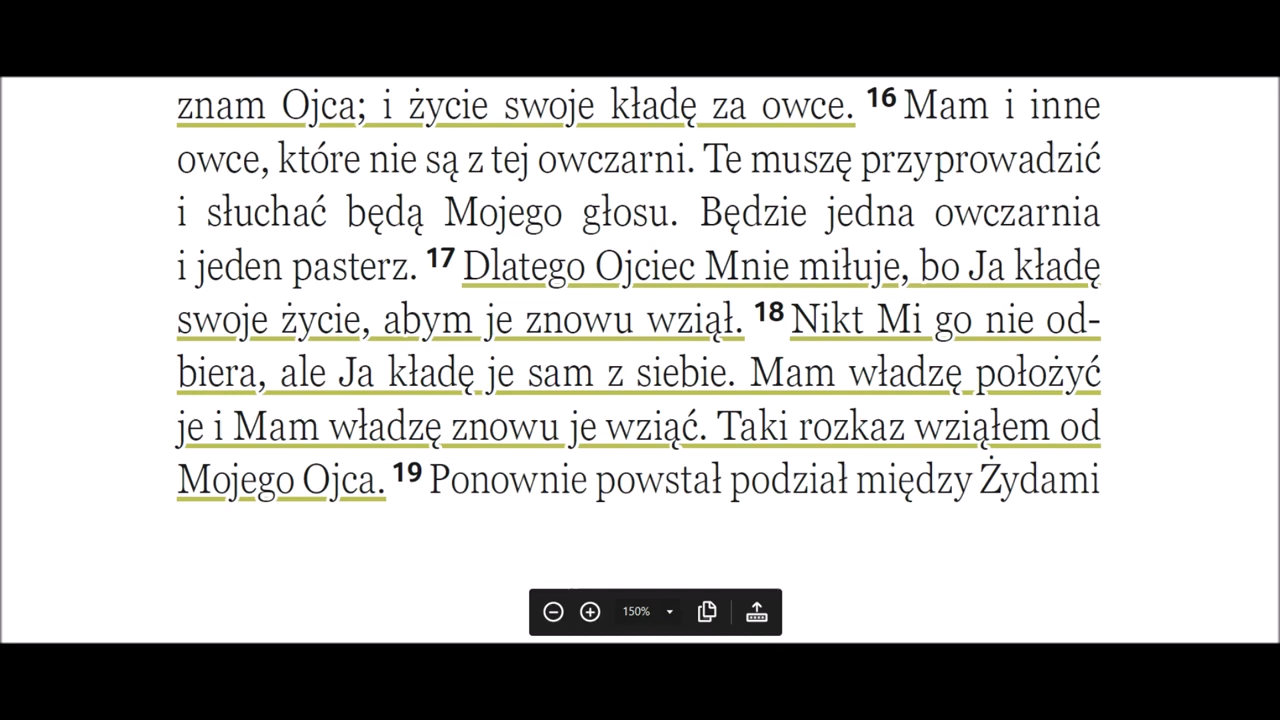 znam Ojca; i życie swoje kładę za owce. 16 Mam i inne
owce, które nie są z tej owczarni. Te muszę przyprowadzić
i słuchać będą Mojego głosu. Będzie jedna owczarnia
i jeden pasterz. 17 Dlatego Ojciec Mnie miłuje, bo Ja kładę
swoje życie, abym je znowu wziął. 18 Nikt Mi go nie od-
biera, ale Ja kładę je sam z siebie. Mam władzę położyć
je i Mam władzę znowu je wziąć. Taki rozkaz wziąłem od
Mojego Ojca. 19 Ponownie powstał podział między Żydami
150%